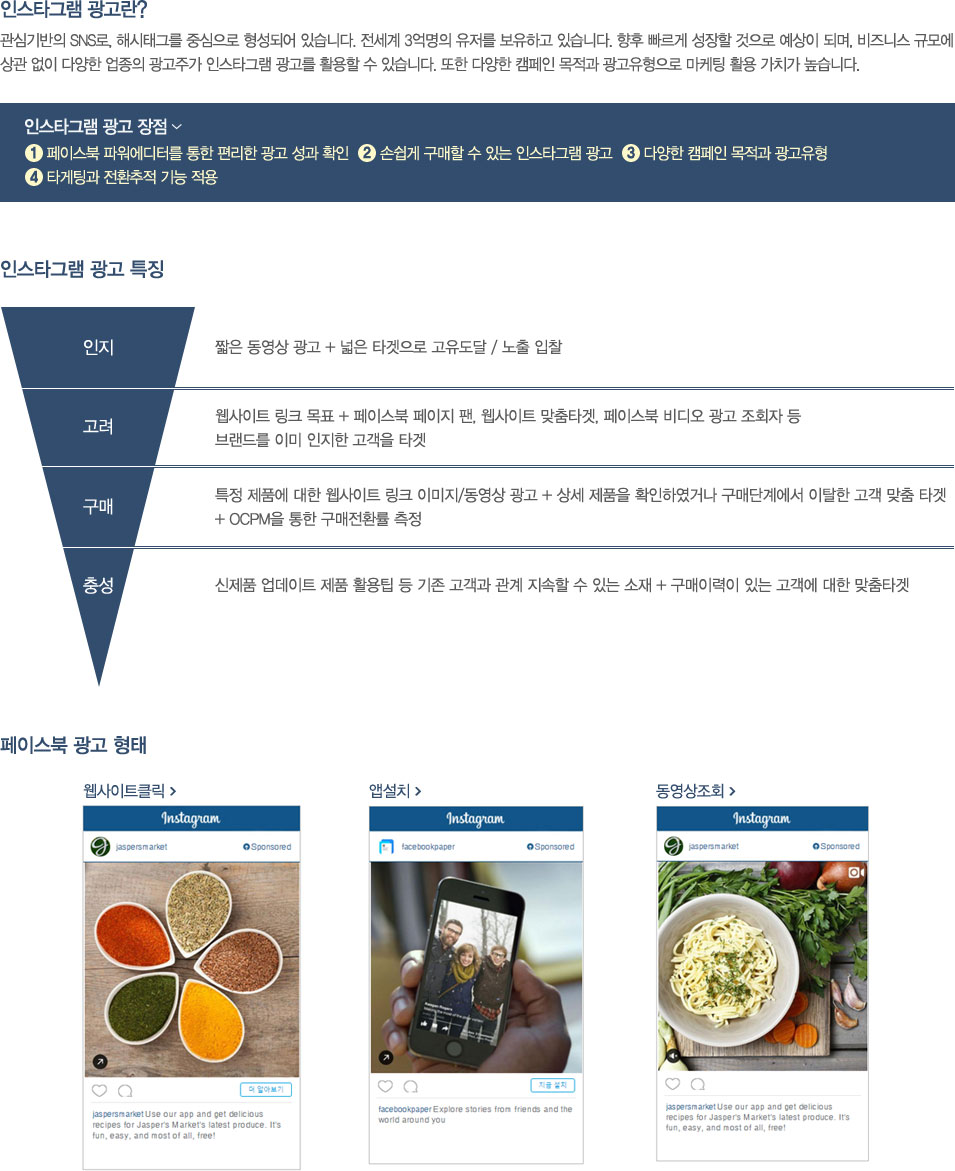 인스타그램 광고란?
관심기반의 SNS로, 해시태그를 중심으로 형성되어 있습니다. 전세계 3억명의 유저를 보유하고 있습니다. 향후 빠르게 성장할 것으로 예상이 되며, 비즈니스 규모에
상관 없이 다양한 업종의 광고주가 인스타그램 광고를 활용할 수 있습니다. 또한 다양한 캠페인 목적과 광고유형으로 마케팅 활용 가치가 높습니다.
인스타그램 광고 장점
1 페이스북 파워에디터를 통한 편리한 광고 성과 확인 2 손쉽게 구매할 수 있는 인스타그램 광고 3 다양한 캠페인 목적과 광고유형
4 타게팅과 전환추적 기능 적용
인스타그램 광고 특징
인지
짧은 동영상 광고 + 넓은 타겟으로 고유도달 / 노출 입찰
고려
웹사이트 링크 목표 + 페이스북 페이지 팬, 웹사이트 맞춤타겟, 페이스북 비디오 광고 조회자 등
브랜드를 이미 인지한 고객을 타겟
구매
특정 제품에 대한 웹사이트 링크 이미지/동영상 광고 + 상세 제품을 확인하였거나 구매단계에서 이탈한 고객 맞춤 타겟
+ OCPM을 통한 구매전환률 측정
충성
신제품 업데이트 제품 활용팁 등 기존 고객과 관계 지속할 수 있는 소재 + 구매이력이 있는 고객에 대한 맞춤타겟
페이스북 광고 형태
웹사이트클릭 >
Instagram
jaspersmarket Sponsored
더 알아보기
jaspersmarket Use our app and get delicious
recipes for Jasper's Market's latest produce. It's
fun, easy, and most of all, free!
앱설치 >
Instagram
facebookpaper Sponsored
지금 설치
facebookpaper Explore stories from friends and the
world around you
동영상조회 >
Instagram
jaspersmarket Sponsored
jaspersmarket Use our app and get delicious
recipes for Jasper's Market's latest produce. It's
fun, easy, and most of all, free!